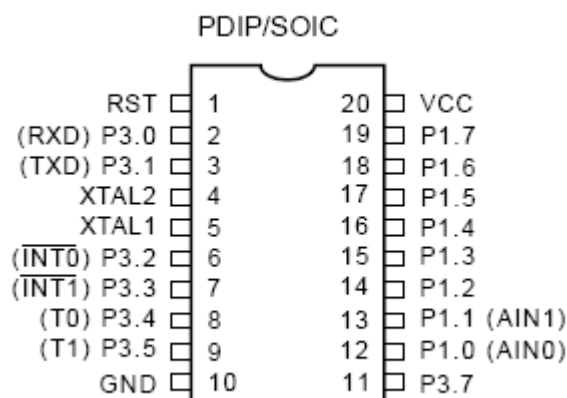 PDIP/SOIC
RST 1 20 VCC
(RXD) P3.0 2 19 P1.7
(TXD) P3.1 3 18 P1.6
XTAL2 4 17 P1.5
XTAL1 5 16 P1.4
(I̅N̅T̅0̅) P3.2 6 15 P1.3
(I̅N̅T̅1̅) P3.3 7 14 P1.2
(T0) P3.4 8 13 P1.1 (AIN1)
(T1) P3.5 9 12 P1.0 (AIN0)
GND 10 11 P3.7